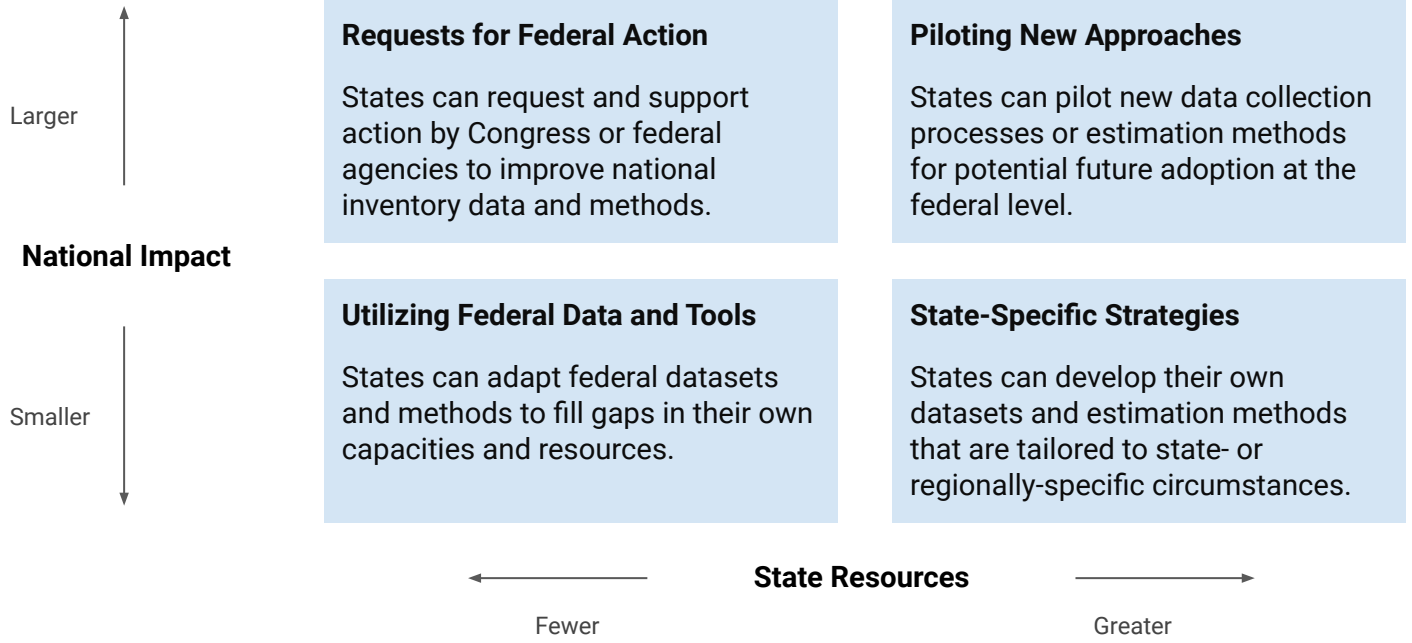 Larger
National Impact
Smaller
Requests for Federal Action
States can request and support
action by Congress or federal
agencies to improve national
inventory data and methods.
Piloting New Approaches
States can pilot new data collection
processes or estimation methods
for potential future adoption at the
federal level.
Utilizing Federal Data and Tools
States can adapt federal datasets
and methods to fill gaps in their own
capacities and resources.
State-Specific Strategies
States can develop their own
datasets and estimation methods
that are tailored to state- or
regionally-specific circumstances.
State Resources
Fewer
Greater